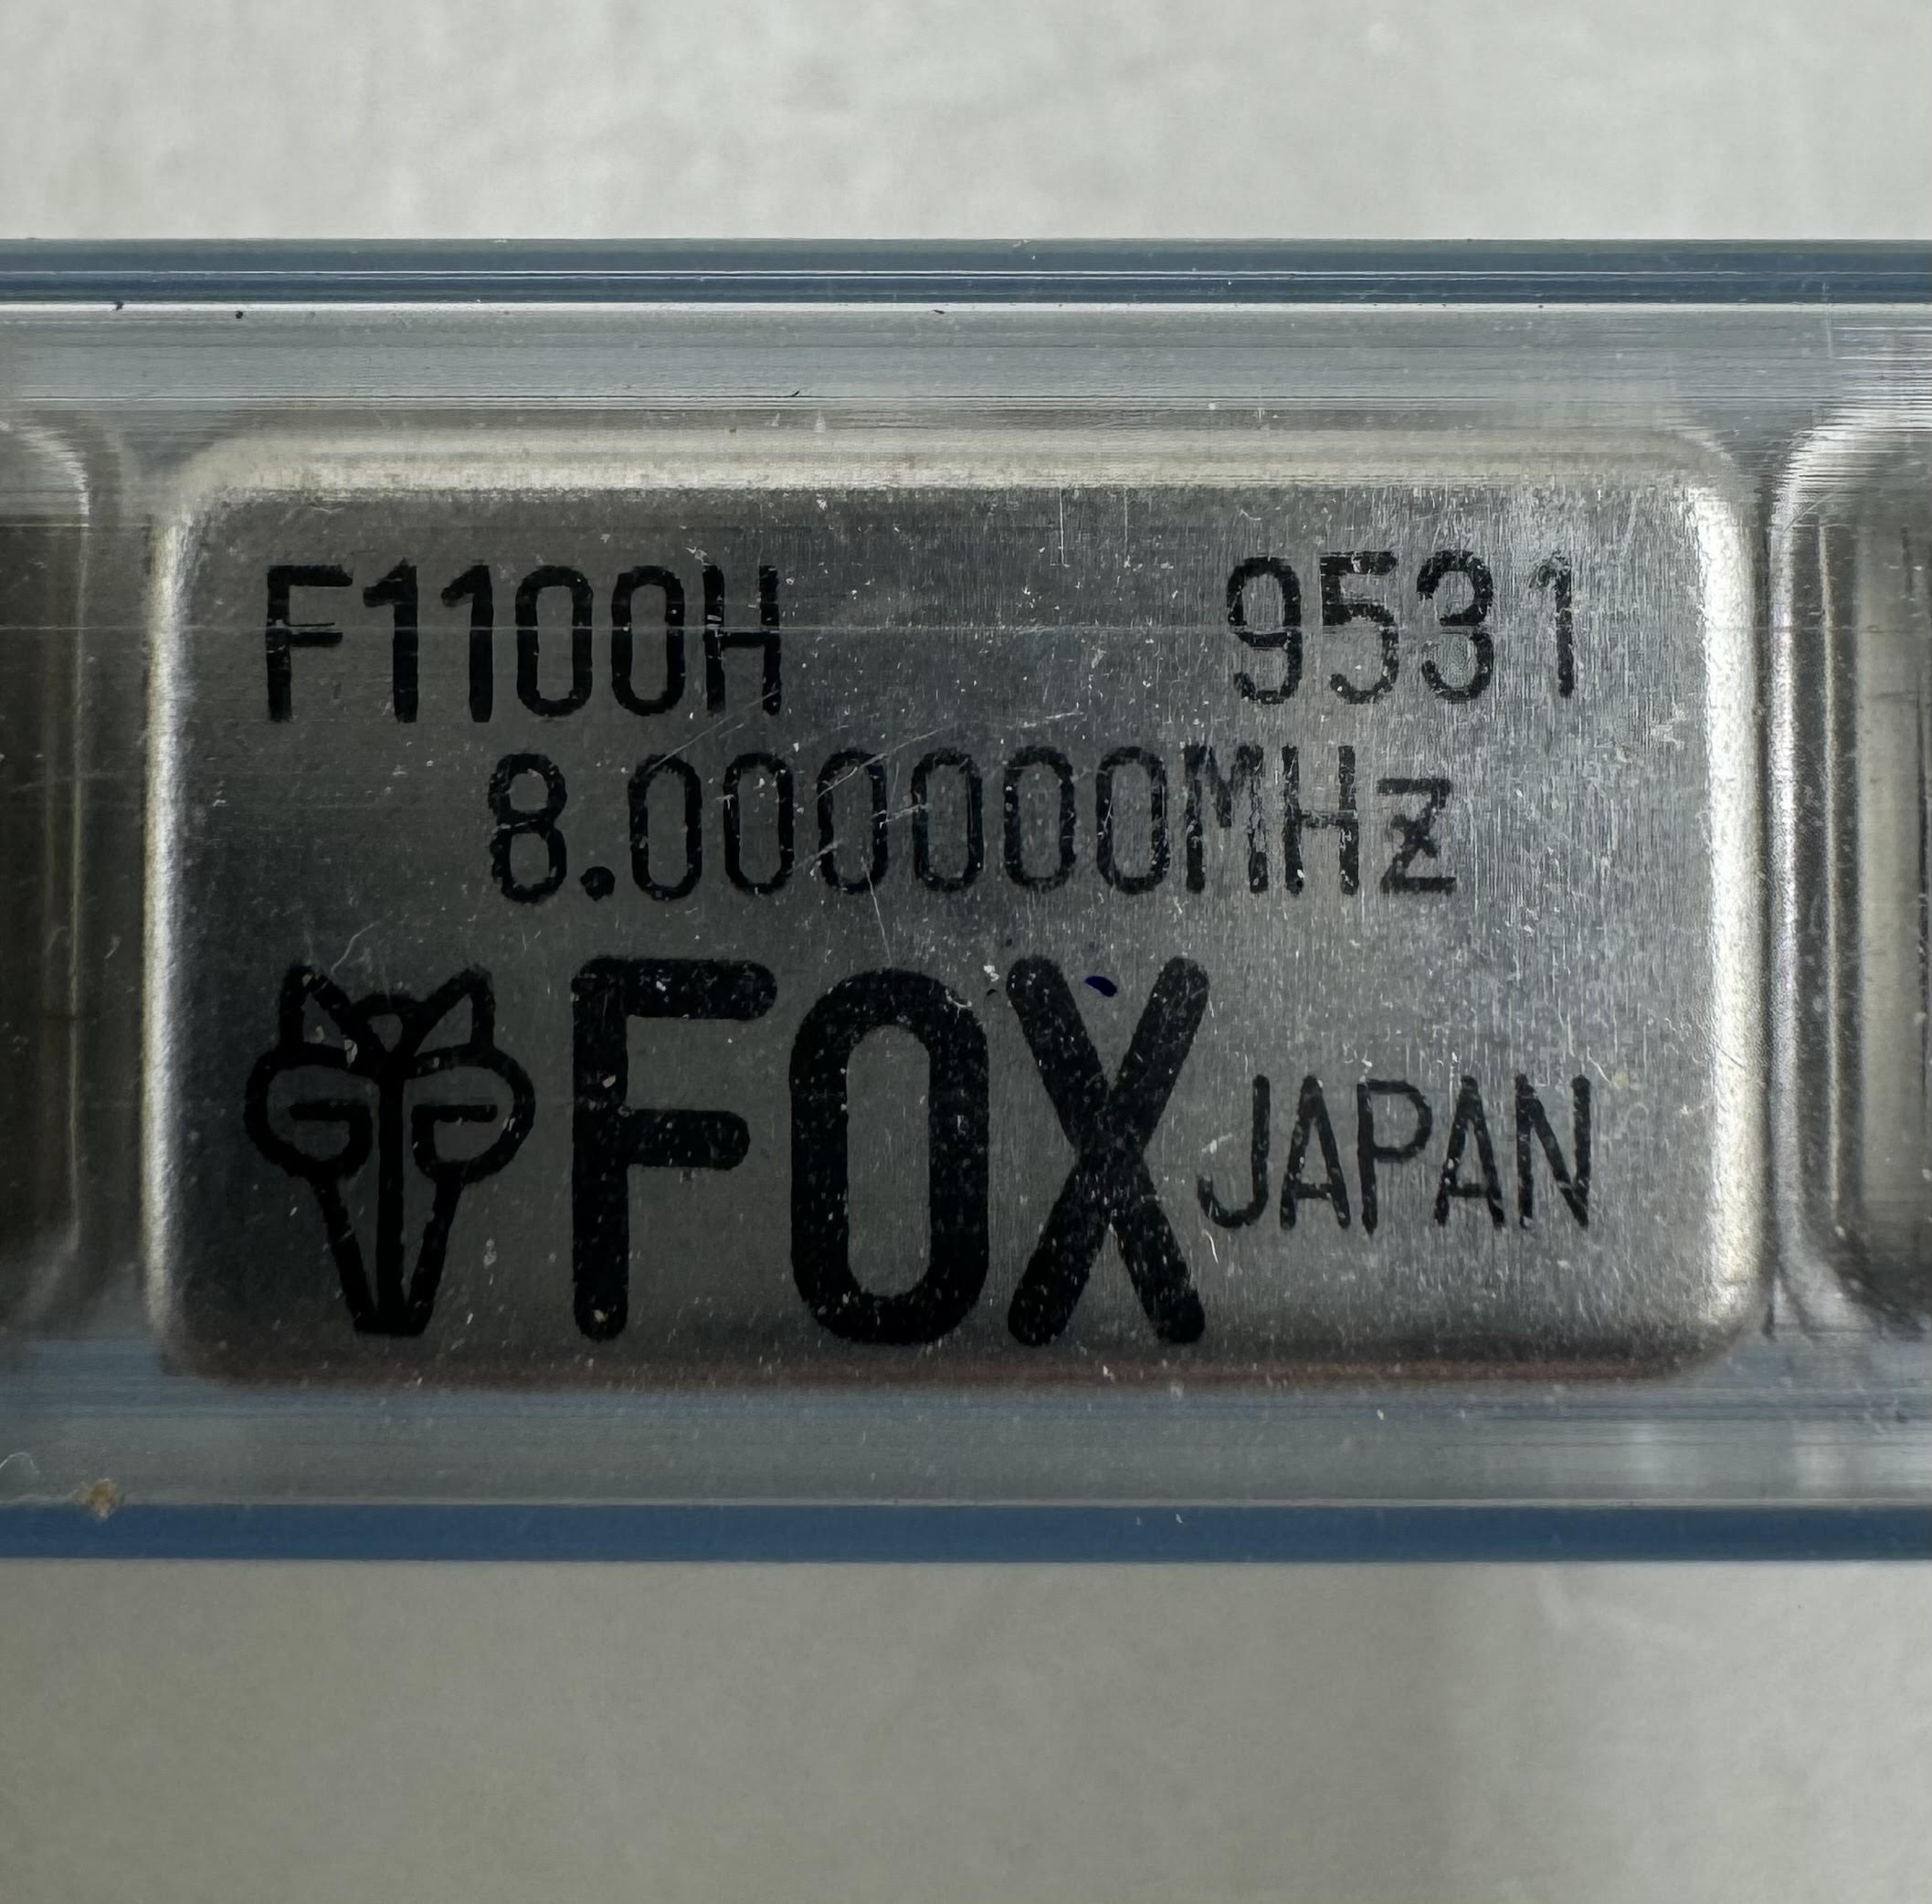 F1100H 9531
8.000000MHz
FOX JAPAN